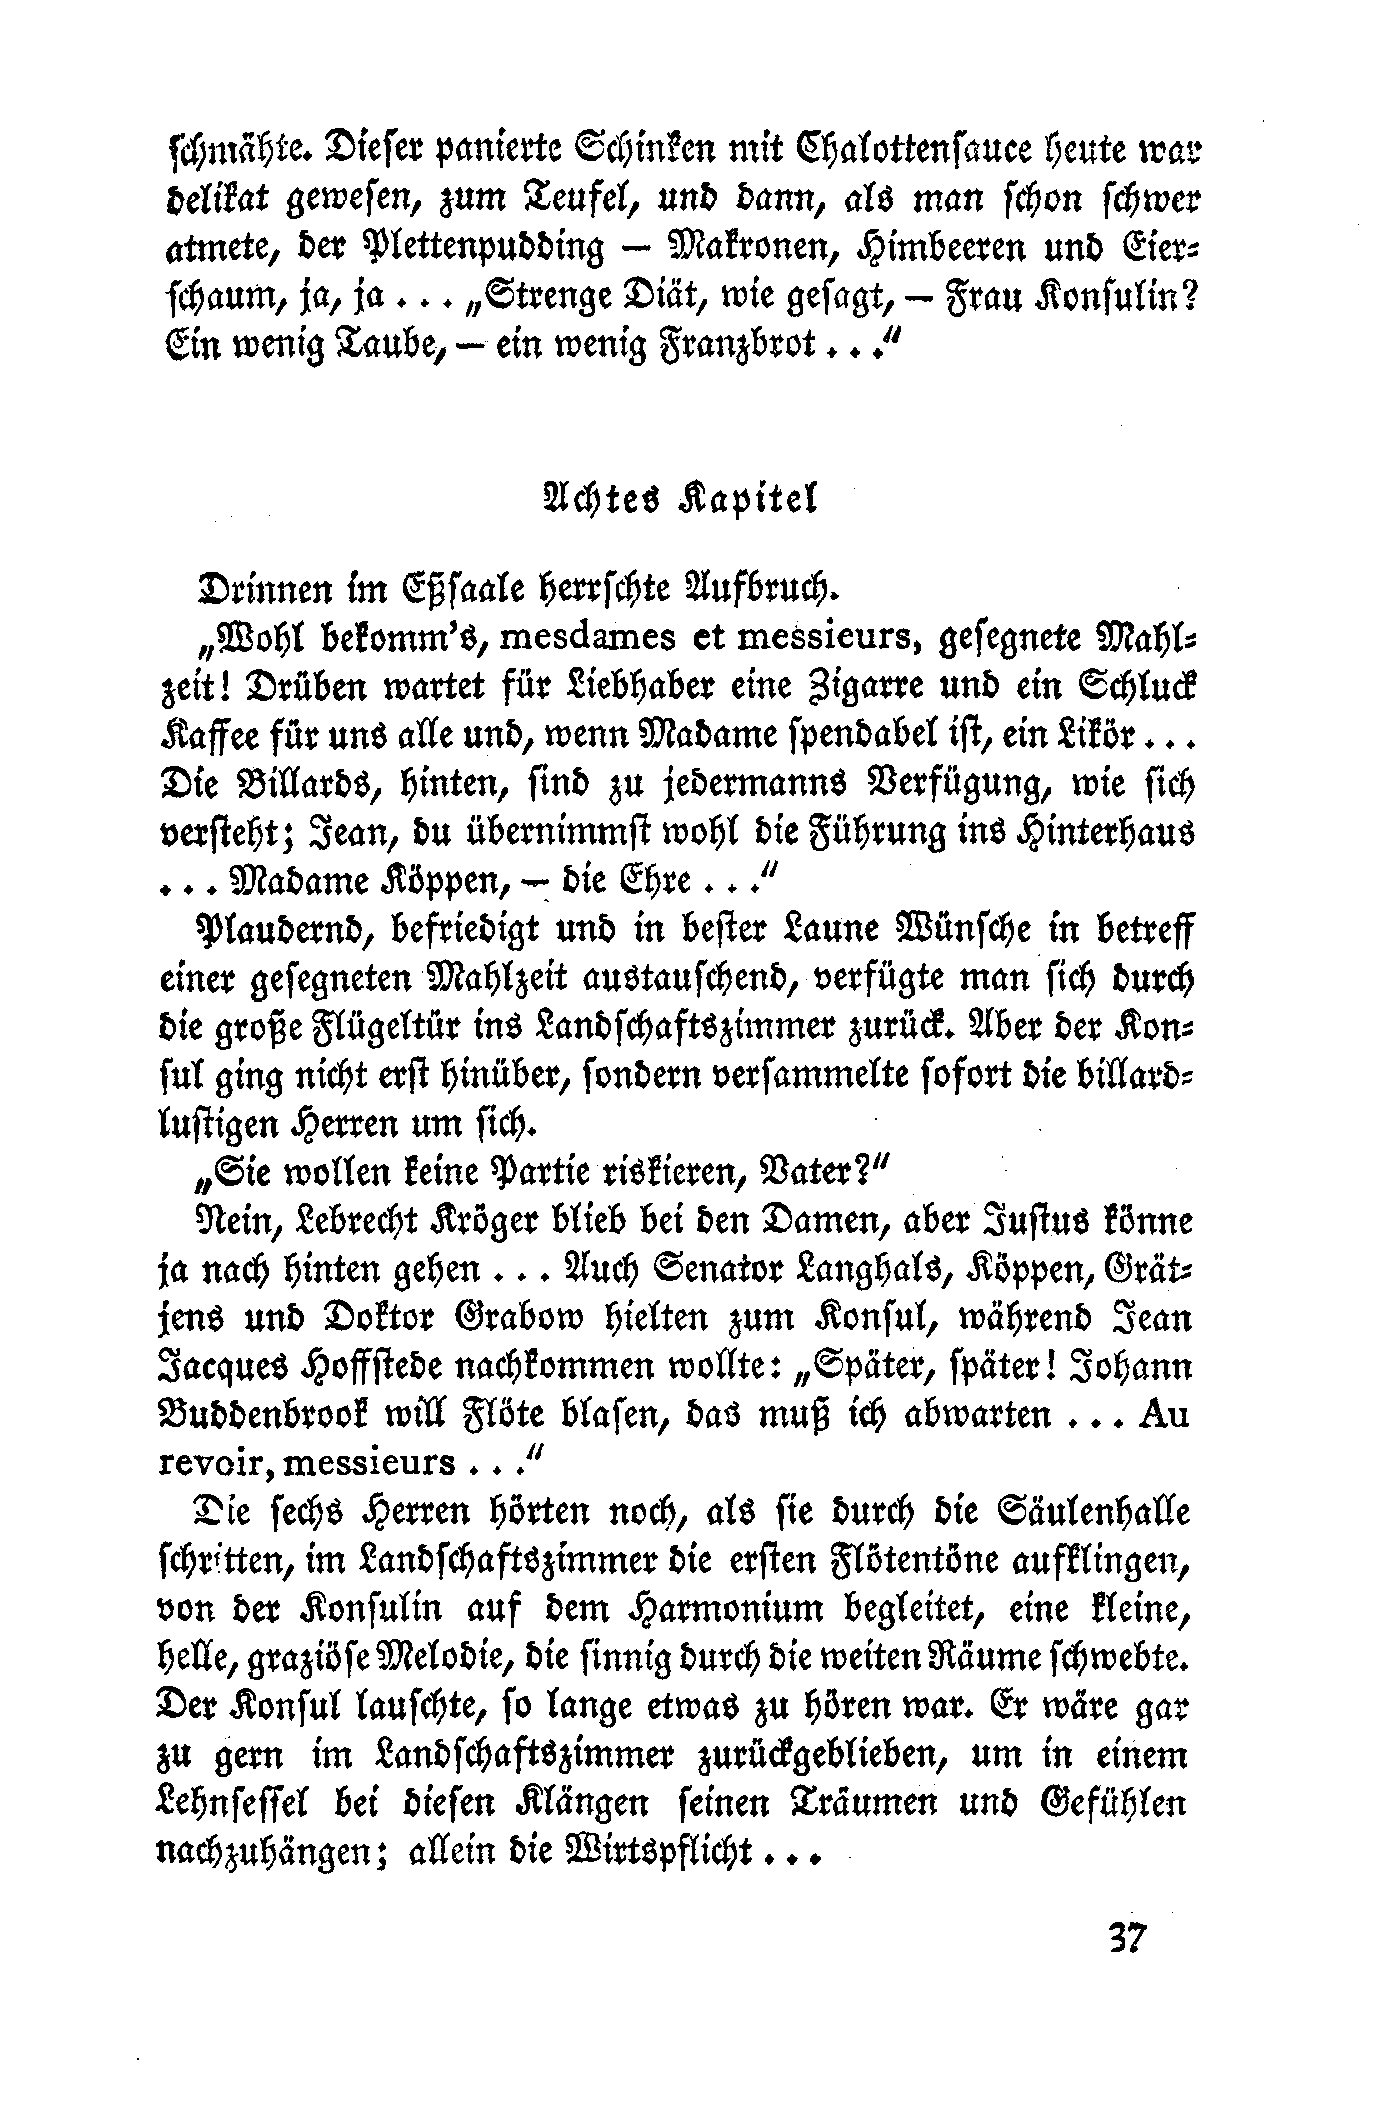 schmähte. Dieser panierte Schinken mit Chalottensauce heute war
delikat gewesen, zum Teufel, und dann, als man schon schwer
atmete, der Plettenpudding — Makronen, Himbeeren und Eier-
schaum, ja, ja . . . „Strenge Diät, wie gesagt, — Frau Konsulin?
Ein wenig Taube, — ein wenig Franzbrot . . .“
Achtes Kapitel
Drinnen im Eßsaale herrschte Aufbruch.
„Wohl bekomm's, mesdames et messieurs, gesegnete Mahl-
zeit! Drüben wartet für Liebhaber eine Zigarre und ein Schluck
Kaffee für uns alle und, wenn Madame spendabel ist, ein Likör . . .
Die Billards, hinten, sind zu jedermanns Verfügung, wie sich
versteht; Jean, du übernimmst wohl die Führung ins Hinterhaus
. . . Madame Köppen, — die Ehre . . .“
Plaudernd, befriedigt und in bester Laune Wünsche in betreff
einer gesegneten Mahlzeit austauschend, verfügte man sich durch
die große Flügeltür ins Landschaftszimmer zurück. Aber der Kon-
sul ging nicht erst hinüber, sondern versammelte sofort die billard-
lustigen Herren um sich.
„Sie wollen keine Partie riskieren, Vater?“
Nein, Lebrecht Kröger blieb bei den Damen, aber Justus könne
ja nach hinten gehen . . . Auch Senator Langhals, Köppen, Grät-
jens und Doktor Grabow hielten zum Konsul, während Jean
Jacques Hoffstede nachkommen wollte: „Später, später! Johann
Buddenbrook will Flöte blasen, das muß ich abwarten . . . Au
revoir, messieurs . . .“
Die sechs Herren hörten noch, als sie durch die Säulenhalle
schritten, im Landschaftszimmer die ersten Flötentöne aufklingen,
von der Konsulin auf dem Harmonium begleitet, eine kleine,
helle, graziöse Melodie, die sinnig durch die weiten Räume schwebte.
Der Konsul lauschte, so lange etwas zu hören war. Er wäre gar
zu gern im Landschaftszimmer zurückgeblieben, um in einem
Lehnsessel bei diesen Klängen seinen Träumen und Gefühlen
nachzuhängen; allein die Wirtspflicht . . .
37